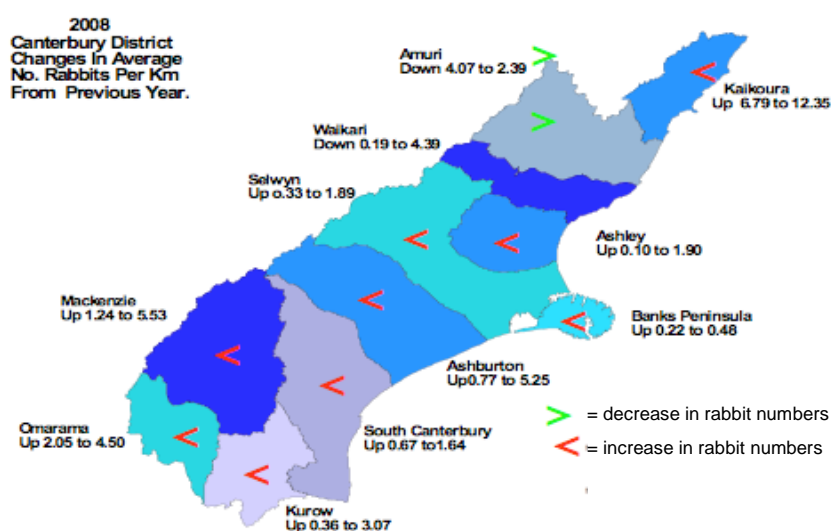 2008
Canterbury District
Changes In Average
No. Rabbits Per Km
From Previous Year.
Amuri
Down 4.07 to 2.39
Kaikoura
Up 6.79 to 12.35
Waikari
Down 0.19 to 4.39
Selwyn
Up o.33 to 1.89
Ashley
Up 0.10 to 1.90
Mackenzie
Up 1.24 to 5.53
Banks Peninsula
Up 0.22 to 0.48
Ashburton
Up0.77 to 5.25
> = decrease in rabbit numbers
< = increase in rabbit numbers
Omarama
Up 2.05 to 4.50
South Canterbury
Up 0.67 to1.64
Kurow
Up 0.36 to 3.07